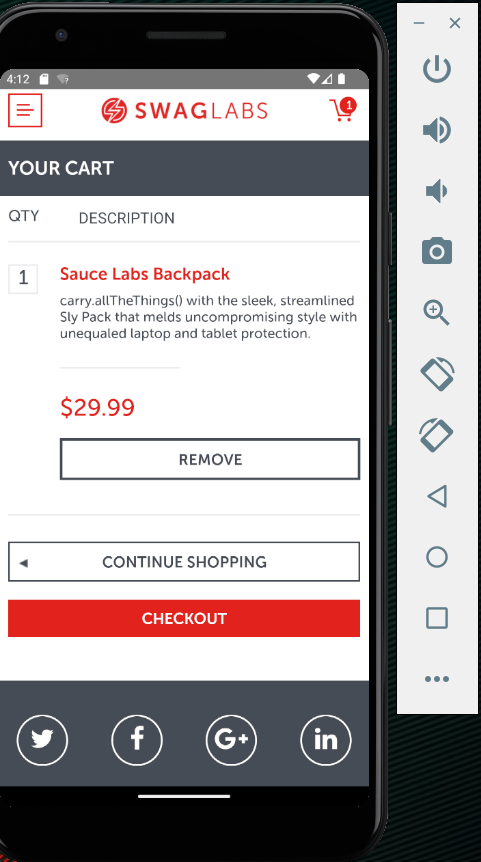 4:12
SWAGLABS
1
YOUR CART
QTY DESCRIPTION
1
Sauce Labs Backpack
carry.allTheThings() with the sleek, streamlined
Sly Pack that melds uncompromising style with
unequaled laptop and tablet protection.
$29.99
REMOVE
CONTINUE SHOPPING
CHECKOUT
f G+ in